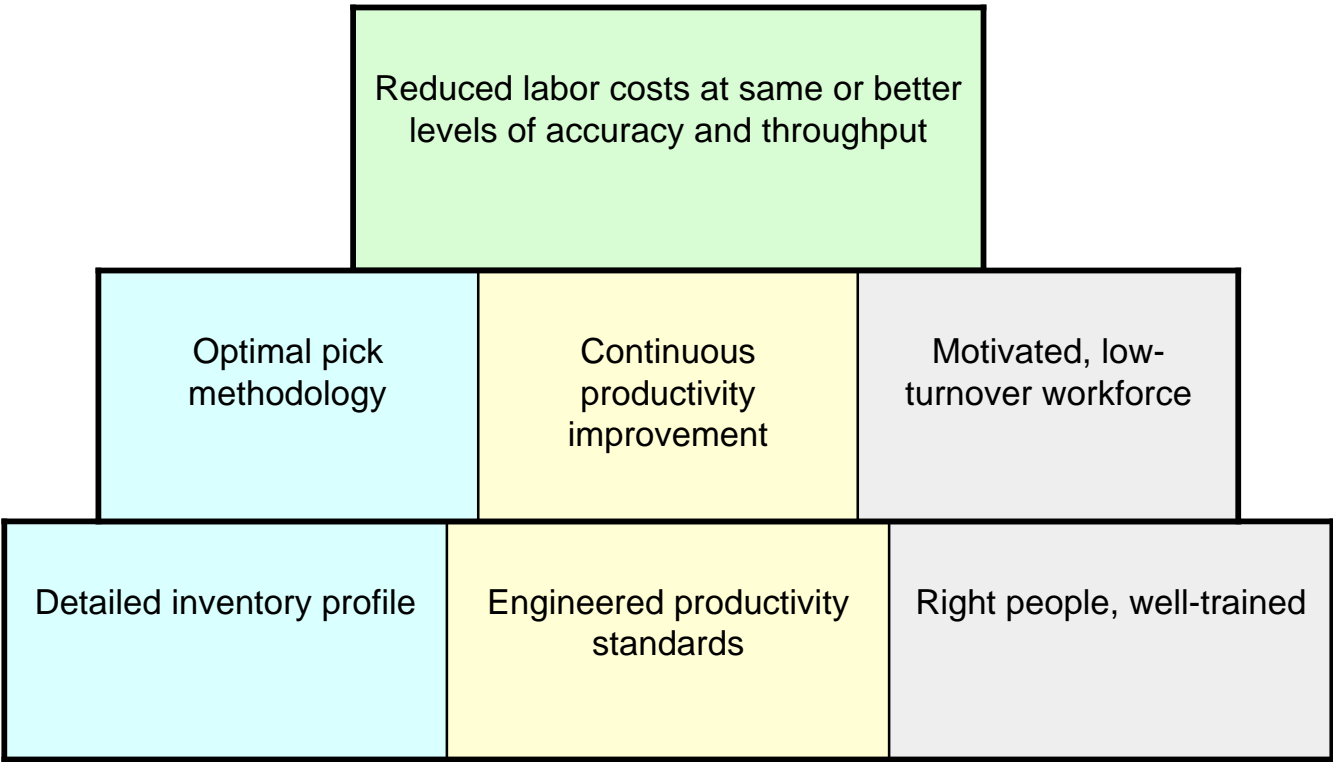 Reduced labor costs at same or better
levels of accuracy and throughput
Optimal pick
methodology
Continuous
productivity
improvement
Motivated, low-
turnover workforce
Detailed inventory profile
Engineered productivity
standards
Right people, well-trained